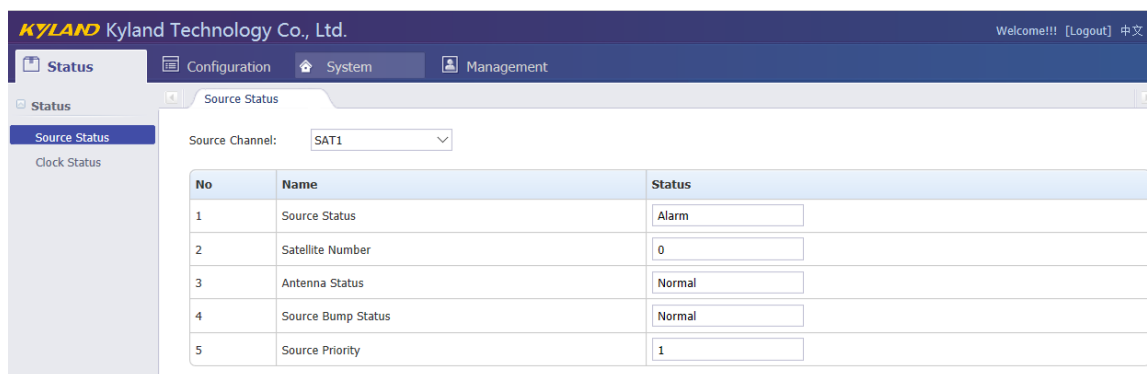 KYLAND Kyland Technology Co., Ltd.
Welcome!!! [Logout] 中文
Status Configuration System Management
Status
Source Status
Clock Status
Source Status
Source Channel: SAT1
No Name Status
1 Source Status Alarm
2 Satellite Number 0
3 Antenna Status Normal
4 Source Bump Status Normal
5 Source Priority 1